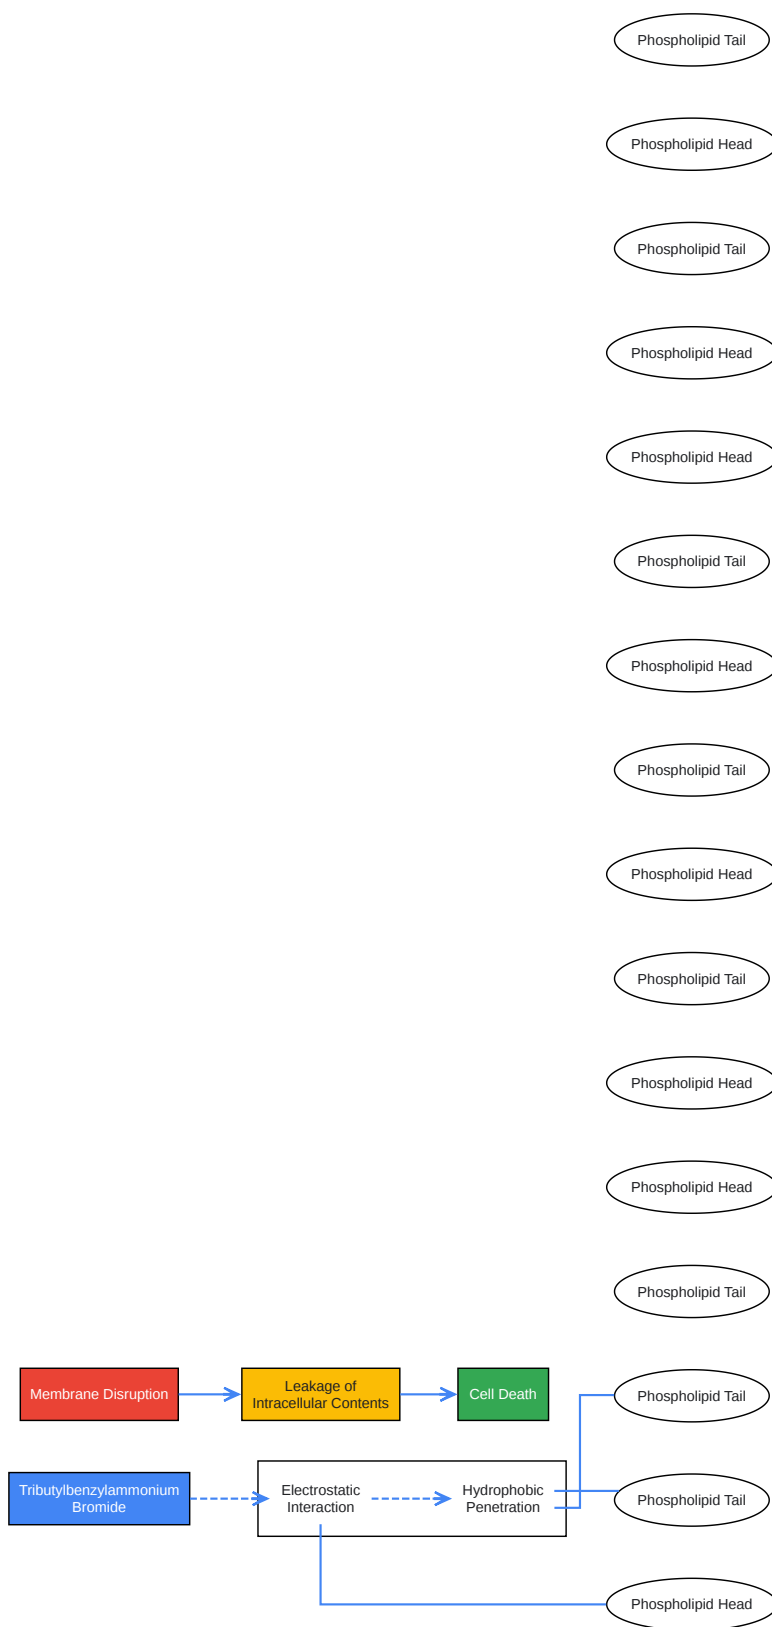 Phospholipid Tail
Phospholipid Head
Phospholipid Tail
Phospholipid Head
Phospholipid Head
Phospholipid Tail
Phospholipid Head
Phospholipid Tail
Phospholipid Head
Phospholipid Tail
Phospholipid Head
Phospholipid Head
Phospholipid Tail
Membrane Disruption
Leakage of
Intracellular Contents
Cell Death
Phospholipid Tail
Tributylbenzylammonium
Bromide
Electrostatic
Interaction
Hydrophobic
Penetration
Phospholipid Tail
Phospholipid Head